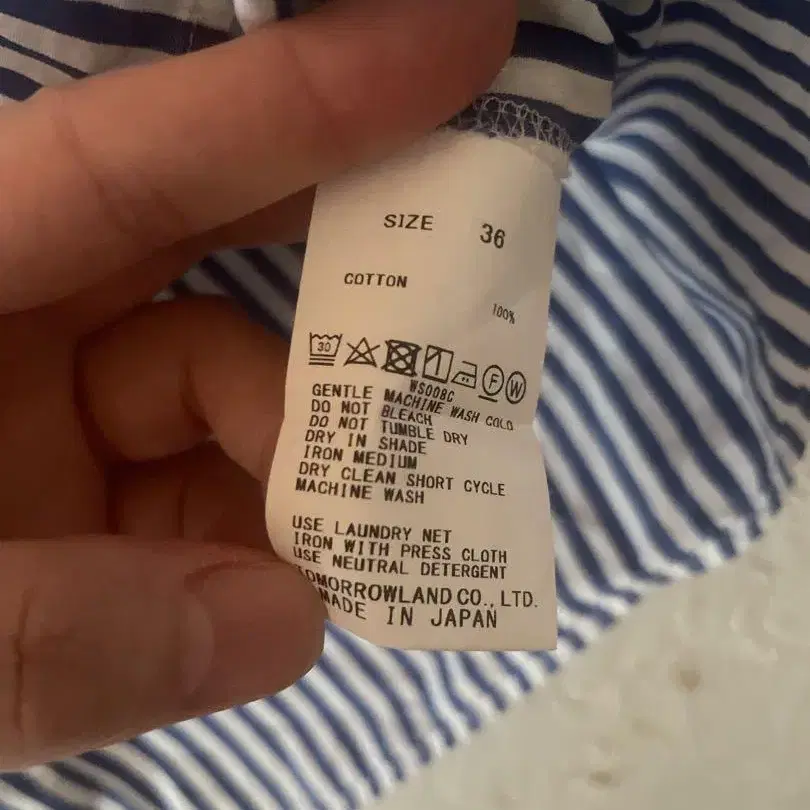 SIZE 36
COTTON
100%
30 F W
WS008C
GENTLE MACHINE WASH COLD
DO NOT BLEACH
DO NOT TUMBLE DRY
DRY IN SHADE
IRON MEDIUM
DRY CLEAN SHORT CYCLE
MACHINE WASH
USE LAUNDRY NET
IRON WITH PRESS CLOTH
USE NEUTRAL DETERGENT
TOMORROWLAND CO., LTD.
MADE IN JAPAN